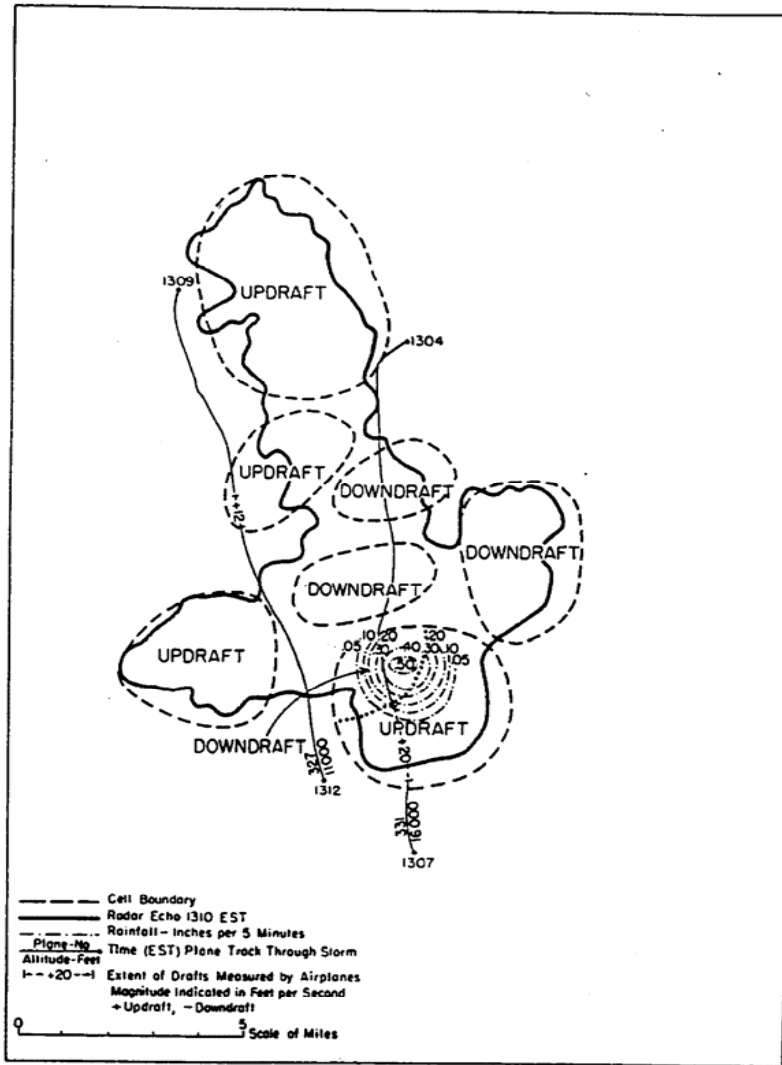 UPDRAFT
1309
1304
UPDRAFT
+12
DOWNDRAFT
DOWNDRAFT
DOWNDRAFT
UPDRAFT
.05 .10 .20 .30 .40 .50 .20 .30 .10 .05
UPDRAFT
+20
DOWNDRAFT
327
11000
1312
331
16000
1307
Cell Boundary
Radar Echo 1310 EST
Rainfall – Inches per 5 Minutes
Plane-No
Altitude-Feet
Time (EST) Plane Track Through Storm
+20 Extent of Drafts Measured by Airplanes
Magnitude Indicated in Feet per Second
+ Updraft, – Downdraft
0 5 Scale of Miles